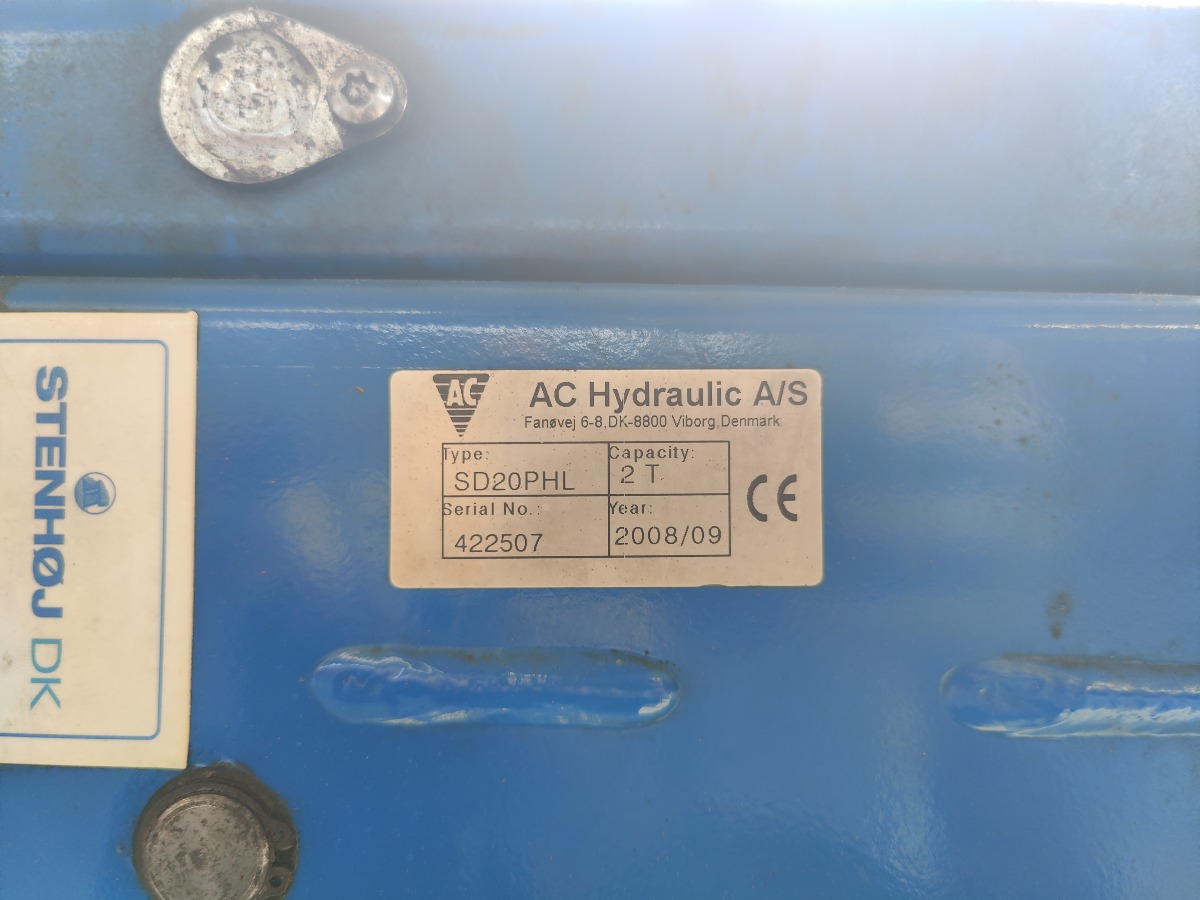 STENHØJ DK
AC
AC Hydraulic A/S
Fanøvej 6-8,DK-8800 Viborg,Denmark
Type:
SD20PHL
Capacity:
2 T
Serial No.:
422507
Year:
2008/09
CE